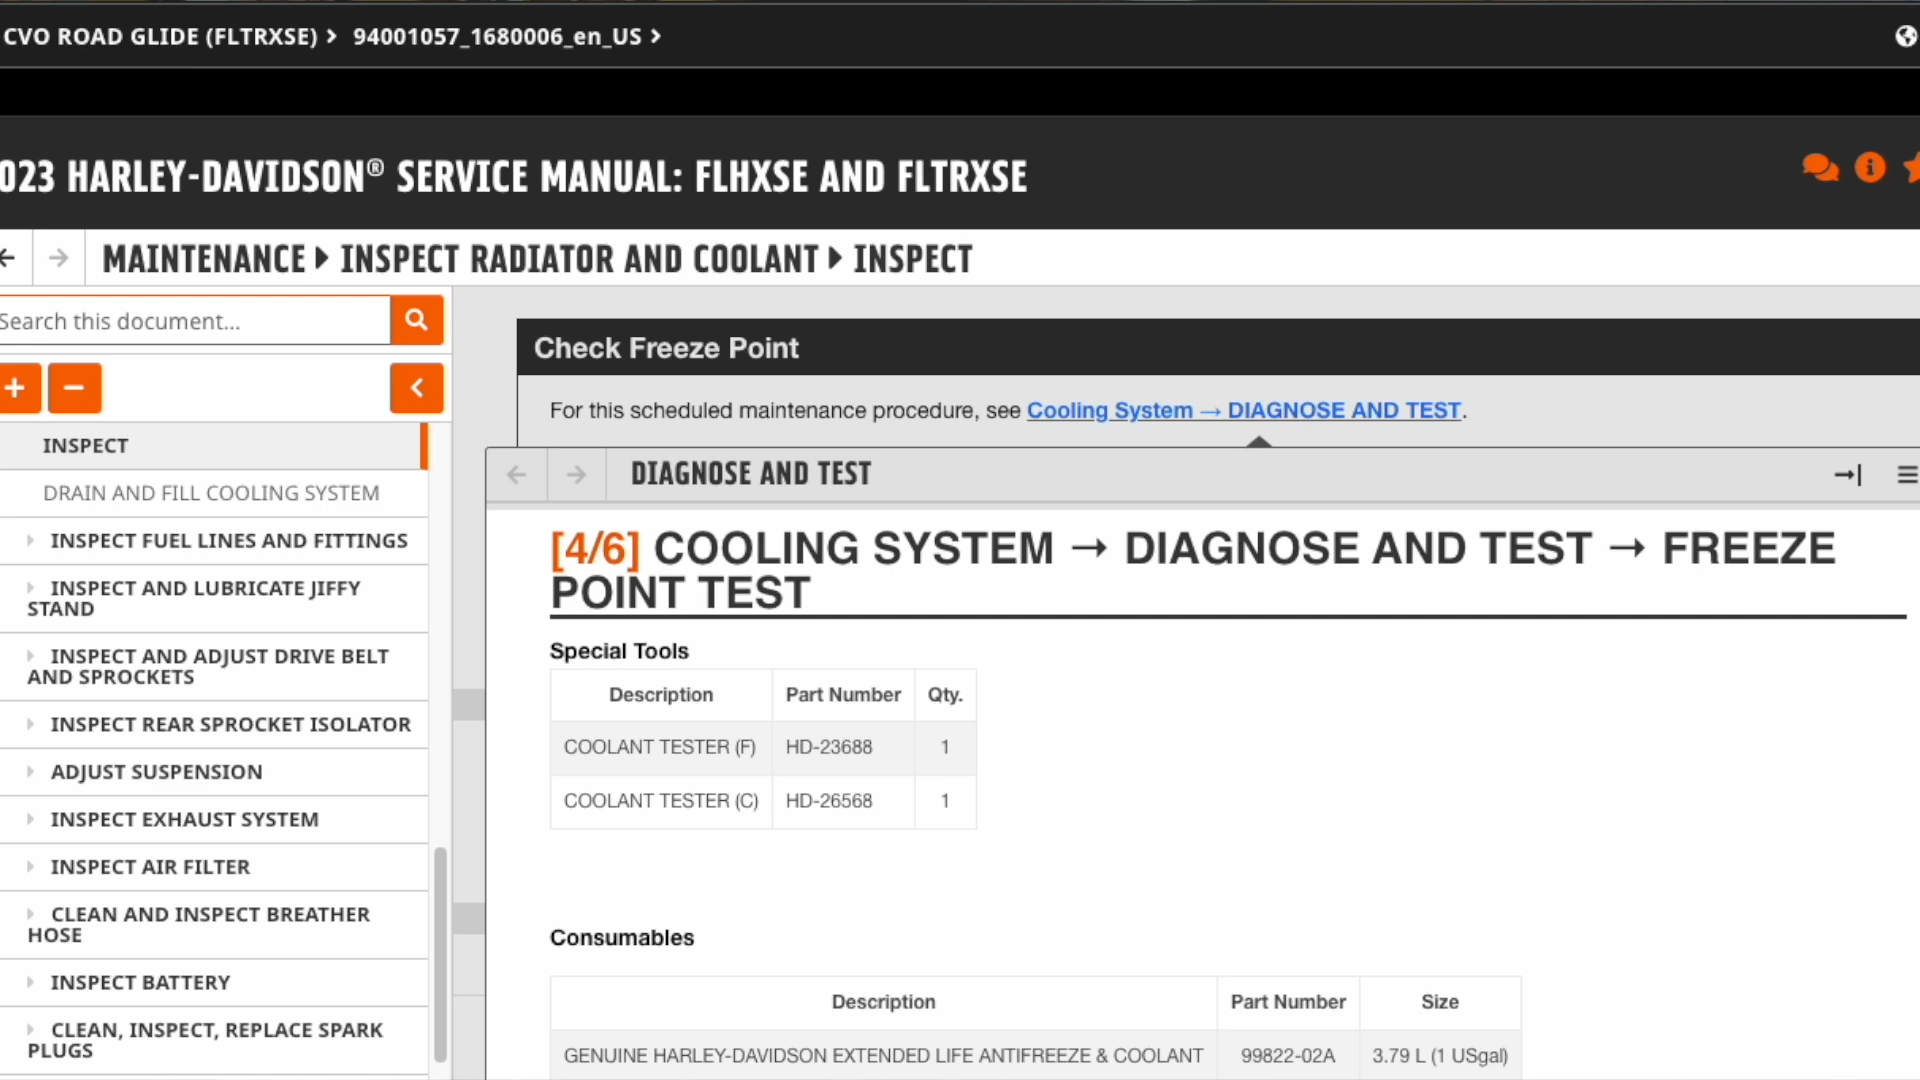 CVO ROAD GLIDE (FLTRXSE) > 94001057_1680006_en_US >
023 HARLEY-DAVIDSON® SERVICE MANUAL: FLHXSE AND FLTRXSE
MAINTENANCE ▸ INSPECT RADIATOR AND COOLANT ▸ INSPECT
Search this document...
INSPECT
DRAIN AND FILL COOLING SYSTEM
INSPECT FUEL LINES AND FITTINGS
INSPECT AND LUBRICATE JIFFY
STAND
INSPECT AND ADJUST DRIVE BELT
AND SPROCKETS
INSPECT REAR SPROCKET ISOLATOR
ADJUST SUSPENSION
INSPECT EXHAUST SYSTEM
INSPECT AIR FILTER
CLEAN AND INSPECT BREATHER
HOSE
INSPECT BATTERY
CLEAN, INSPECT, REPLACE SPARK
PLUGS
Check Freeze Point
For this scheduled maintenance procedure, see Cooling System → DIAGNOSE AND TEST.
DIAGNOSE AND TEST
[4/6] COOLING SYSTEM → DIAGNOSE AND TEST → FREEZE
POINT TEST
Special Tools
Description Part Number Qty.
COOLANT TESTER (F) HD-23688 1
COOLANT TESTER (C) HD-26568 1
Consumables
Description Part Number Size
GENUINE HARLEY-DAVIDSON EXTENDED LIFE ANTIFREEZE & COOLANT 99822-02A 3.79 L (1 USgal)